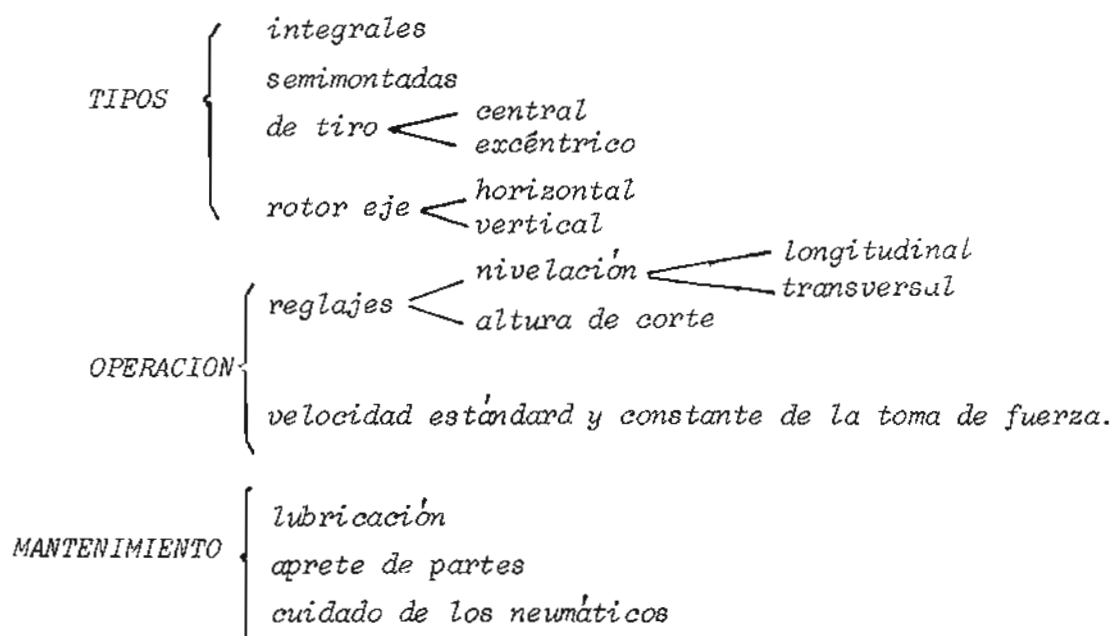 integrales
semimontadas
TIPOS
de tiro
central
excéntrico
rotor eje
horizontal
vertical
reglajes
nivelación
longitudinal
transversal
altura de corte
OPERACION
velocidad estándard y constante de la toma de fuerza.
lubricación
MANTENIMIENTO
aprete de partes
cuidado de los neumáticos